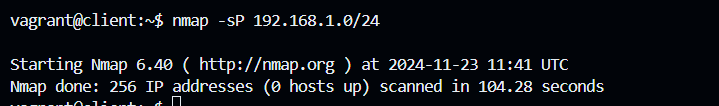 vagrant@client:~$ nmap -sP 192.168.1.0/24
Starting Nmap 6.40 ( http://nmap.org ) at 2024-11-23 11:41 UTC
Nmap done: 256 IP addresses (0 hosts up) scanned in 104.28 seconds
vagrant@client:~$